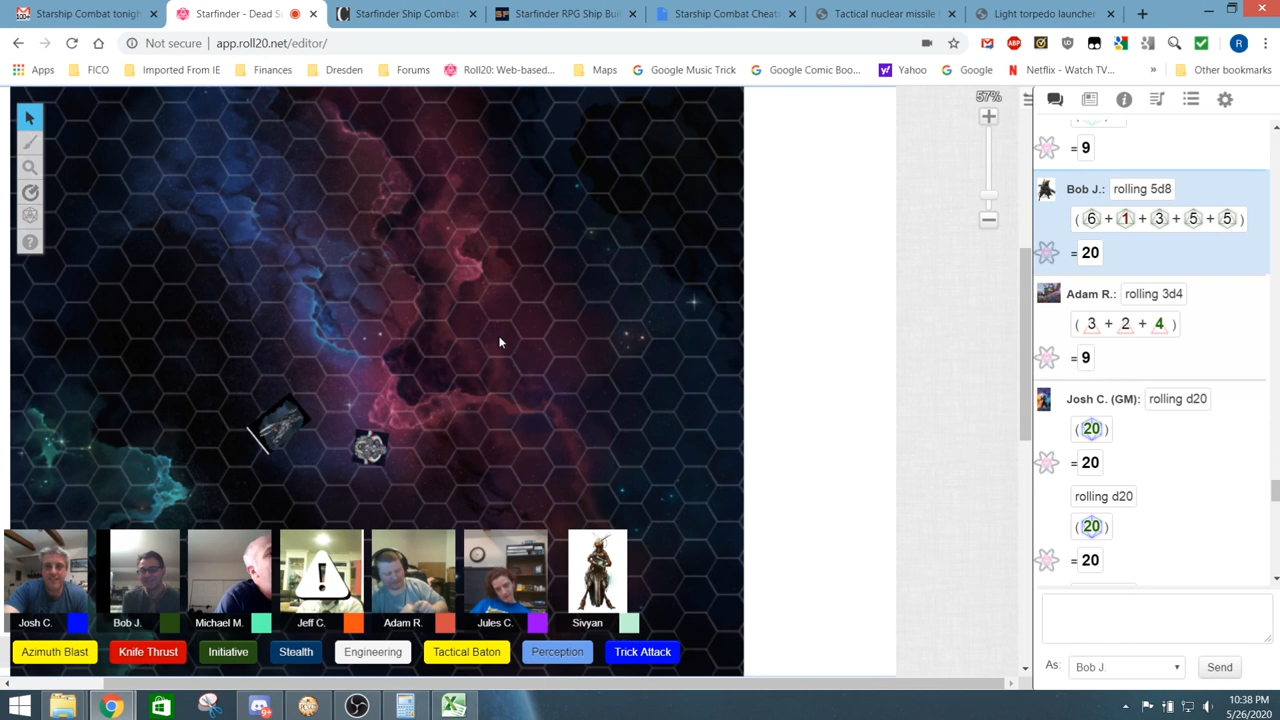 Starship Combat tonigh
Starfinder - Dead S
Starfinder Ship Combat
Starfinder RPG Ship Buil
Starship Combat Cheats
Tactical nuclear missile
Light torpedo launcher
Not secure
app.roll20.net/editor/
Apps
FICO
Imported From IE
Finances
Dresden
Forums
Roll20: Web-based...
Maps
Google Music Trick
Google Comic Boo...
Yahoo
Google
Netflix - Watch TV...
»
Other bookmarks
57%
= 9
Bob J.: rolling 5d8
(6 + 1 + 3 + 5 + 5)
= 20
Adam R.: rolling 3d4
(3 + 2 + 4)
= 9
Josh C. (GM): rolling d20
(20)
= 20
rolling d20
(20)
= 20
Josh C.
Bob J.
Michael M.
Jeff C.
Adam R.
Jules C.
Sivyan
Azimuth Blast
Knife Thrust
Initiative
Stealth
Engineering
Tactical Baton
Perception
Trick Attack
As:
Bob J.
Send
10:38 PM
5/26/2020